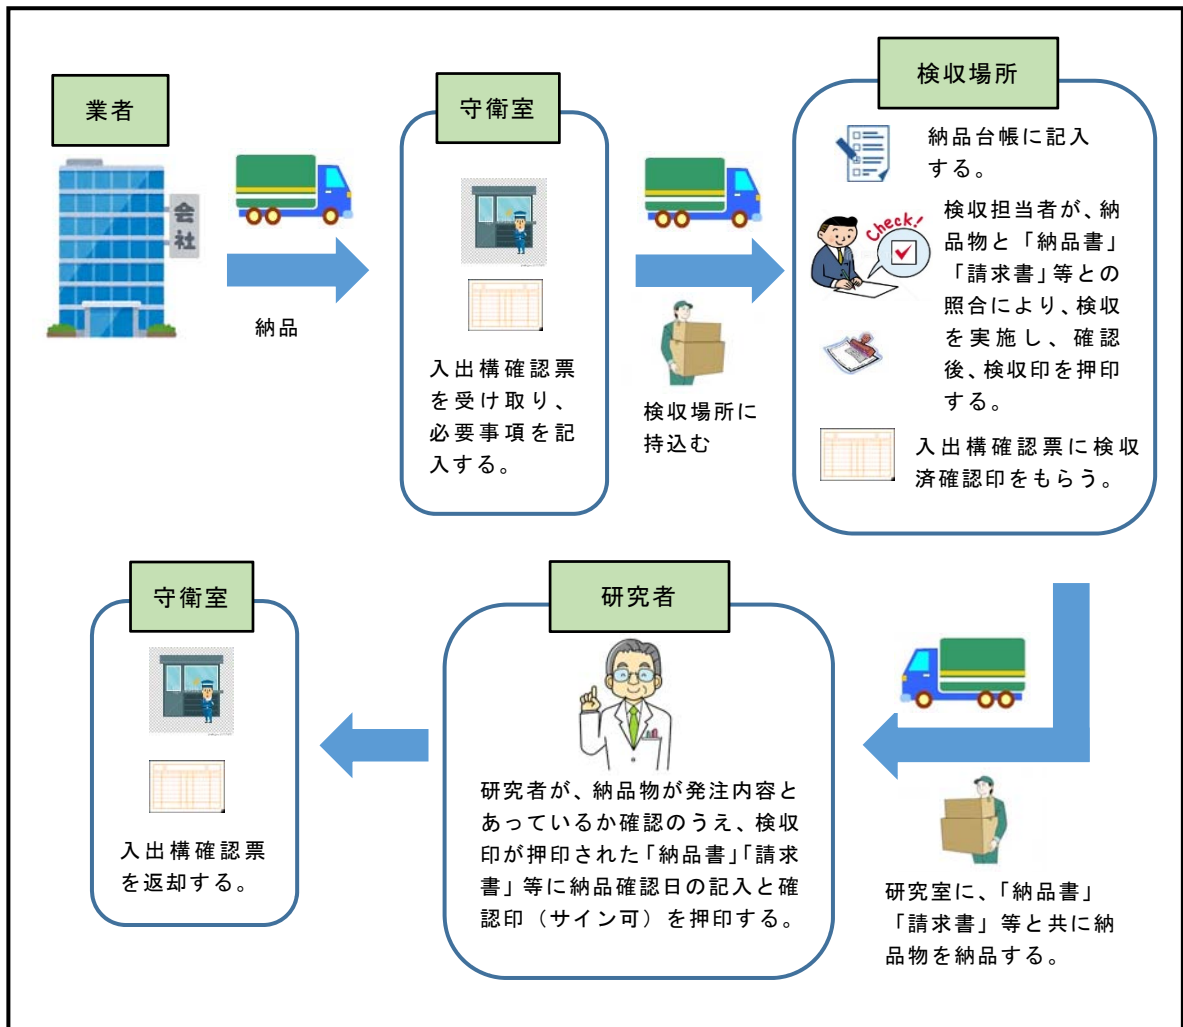 業者
会社
納品
守衛室
入出構確認票
を受け取り、
必要事項を記
入する。
検収場所に
持込む
検収場所
納品台帳に記入
する。
Check!
検収担当者が、納
品物と「納品書」
「請求書」等との
照合により、検収
を実施し、確認
後、検収印を押印
する。
入出構確認票に検収
済確認印をもらう。
研究室に、「納品書」
「請求書」等と共に納
品物を納品する。
研究者
研究者が、納品物が発注内容と
あっているか確認のうえ、検収
印が押印された「納品書」「請求
書」等に納品確認日の記入と確
認印（サイン可）を押印する。
守衛室
入出構確認票
を返却する。